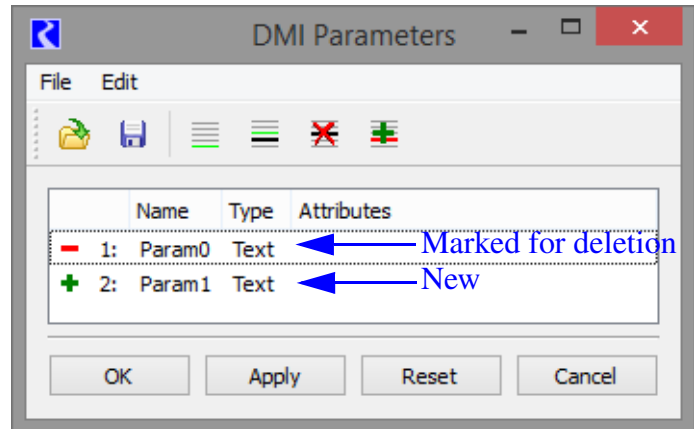 DMI Parameters
File Edit
Name Type Attributes
1: Param0 Text Marked for deletion
2: Param1 Text New
OK Apply Reset Cancel